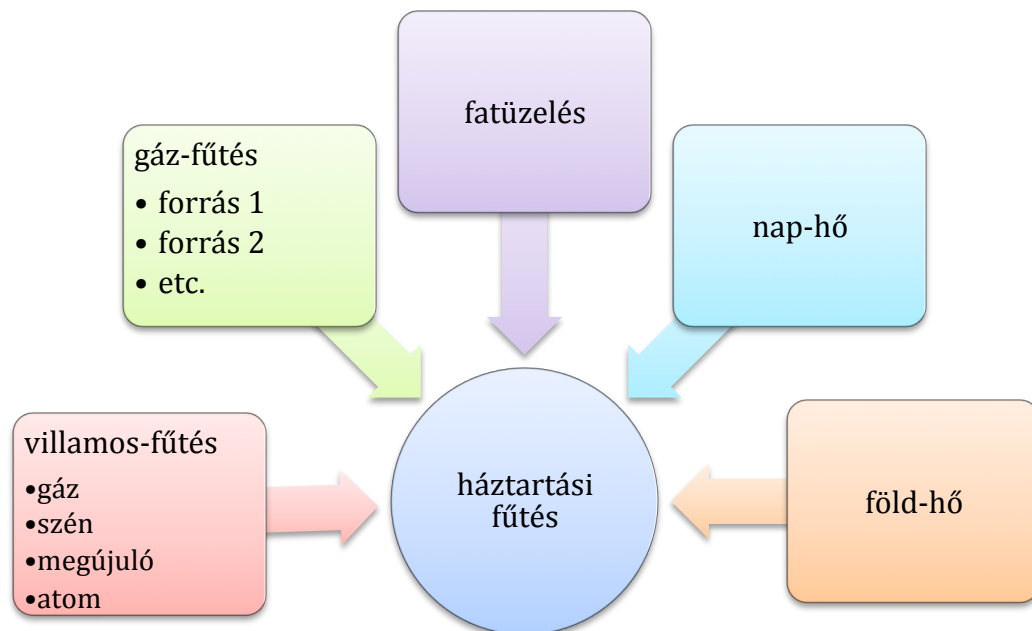 fatüzelés
gáz-fűtés
• forrás 1
• forrás 2
• etc.
nap-hő
villamos-fűtés
•gáz
•szén
•megújuló
•atom
háztartási
fűtés
föld-hő